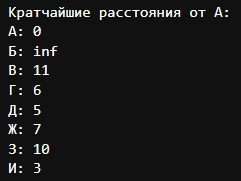 Кратчайшие расстояния от А:
А: 0
Б: inf
В: 11
Г: 6
Д: 5
Ж: 7
З: 10
И: 3